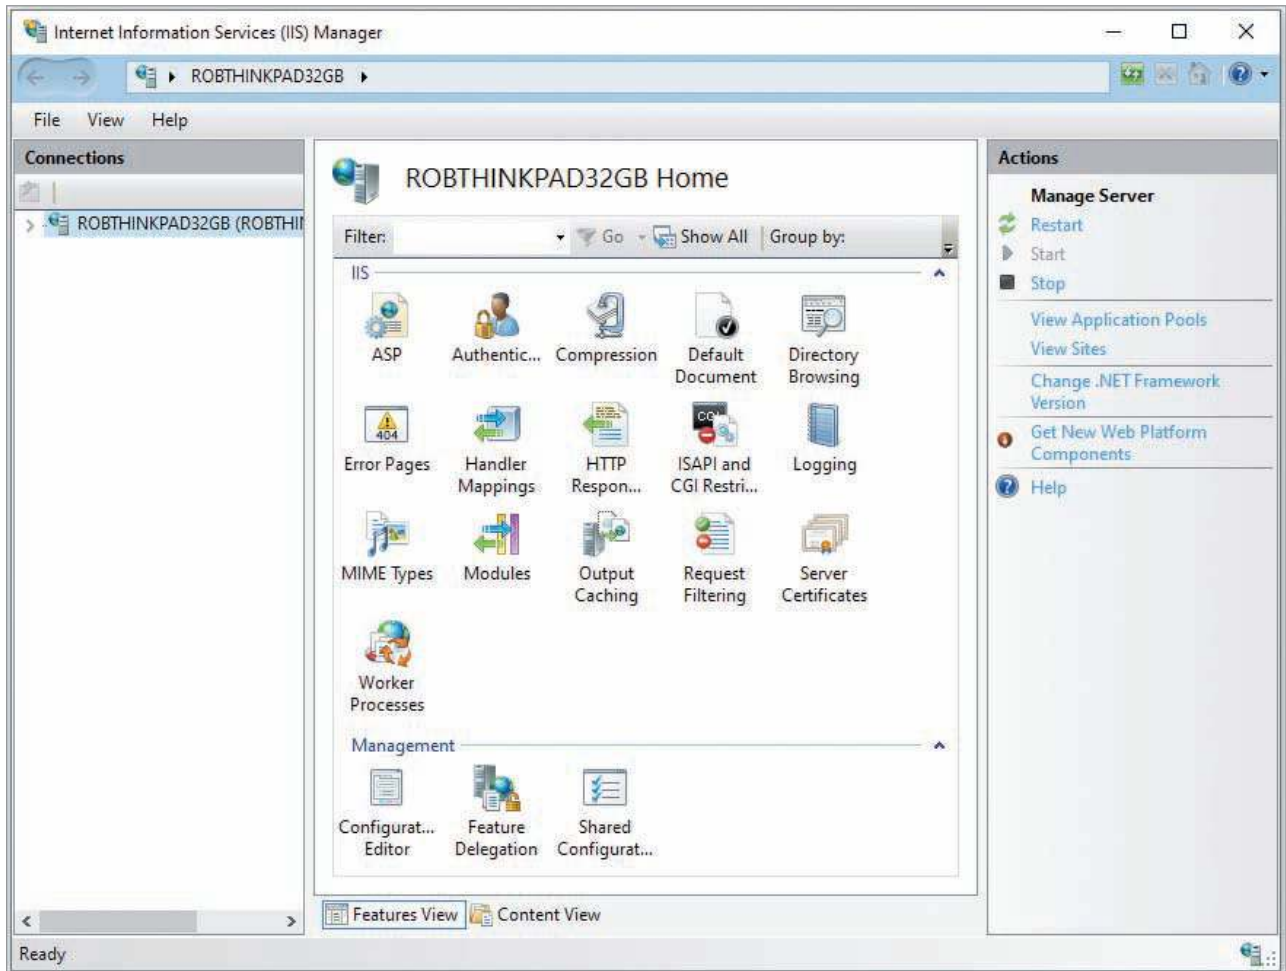 Internet Information Services (IIS) Manager
ROBTHINKPAD32GB
File View Help
Connections
ROBTHINKPAD32GB (ROBTHIN
ROBTHINKPAD32GB Home
Filter: Go Show All Group by:
IIS
ASP Authentic... Compression Default Directory
Document Browsing
404 CGI
Error Pages Handler HTTP ISAPI and Logging
Mappings Respon... CGI Restri...
MIME Types Modules Output Request Server
Caching Filtering Certificates
Worker
Processes
Management
Configurat... Feature Shared
Editor Delegation Configurat...
Features View Content View
Actions
Manage Server
Restart
Start
Stop
View Application Pools
View Sites
Change .NET Framework
Version
Get New Web Platform
Components
Help
Ready